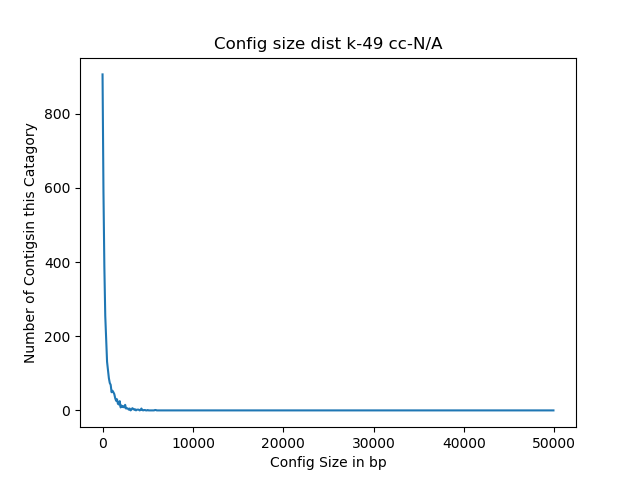 Config size dist k-49 cc-N/A
Number of Contigsin this Catagory
800
600
400
200
0
0 10000 20000 30000 40000 50000
Config Size in bp